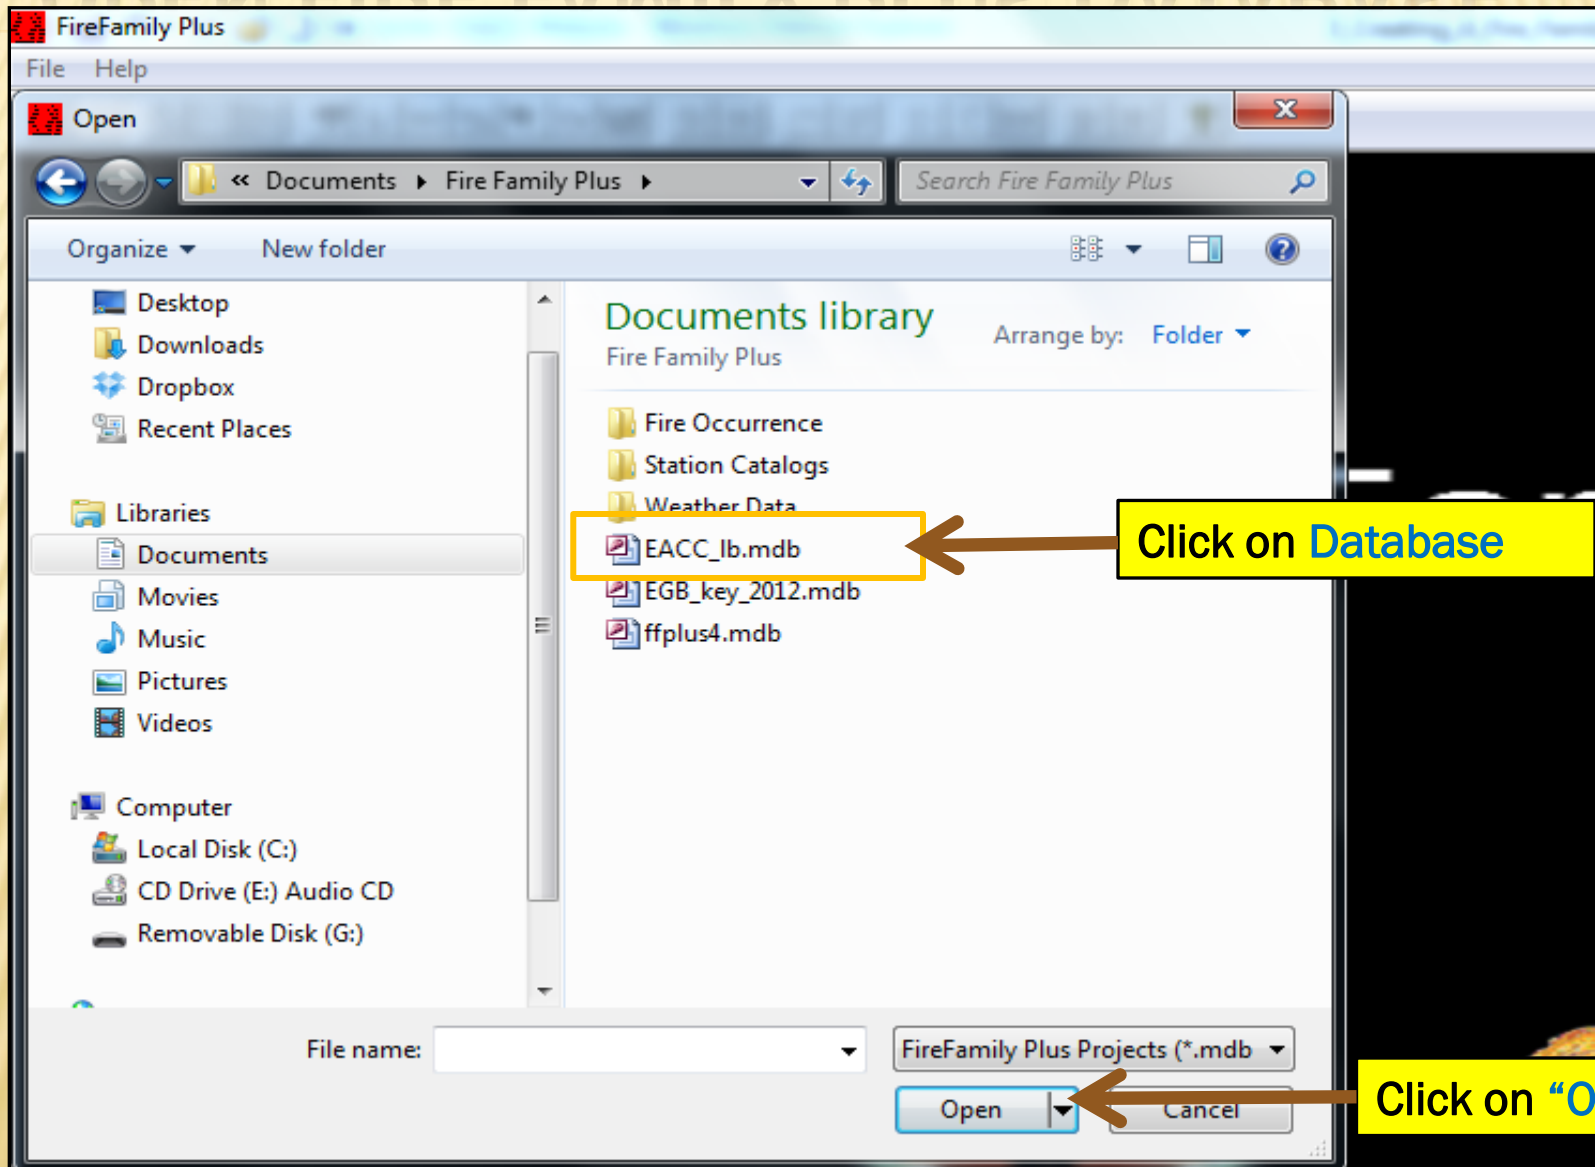 FireFamily Plus
File Help
Open
« Documents Fire Family Plus
Search Fire Family Plus
Organize New folder
Desktop
Downloads
Dropbox
Recent Places
Libraries
Documents
Movies
Music
Pictures
Videos
Computer
Local Disk (C:)
CD Drive (E:) Audio CD
Removable Disk (G:)
Documents library
Fire Family Plus
Arrange by: Folder
Fire Occurrence
Station Catalogs
Weather Data
EACC_lb.mdb
EGB_key_2012.mdb
ffplus4.mdb
Click on Database
File name:
FireFamily Plus Projects (*.mdb
Open Cancel
Click on “O